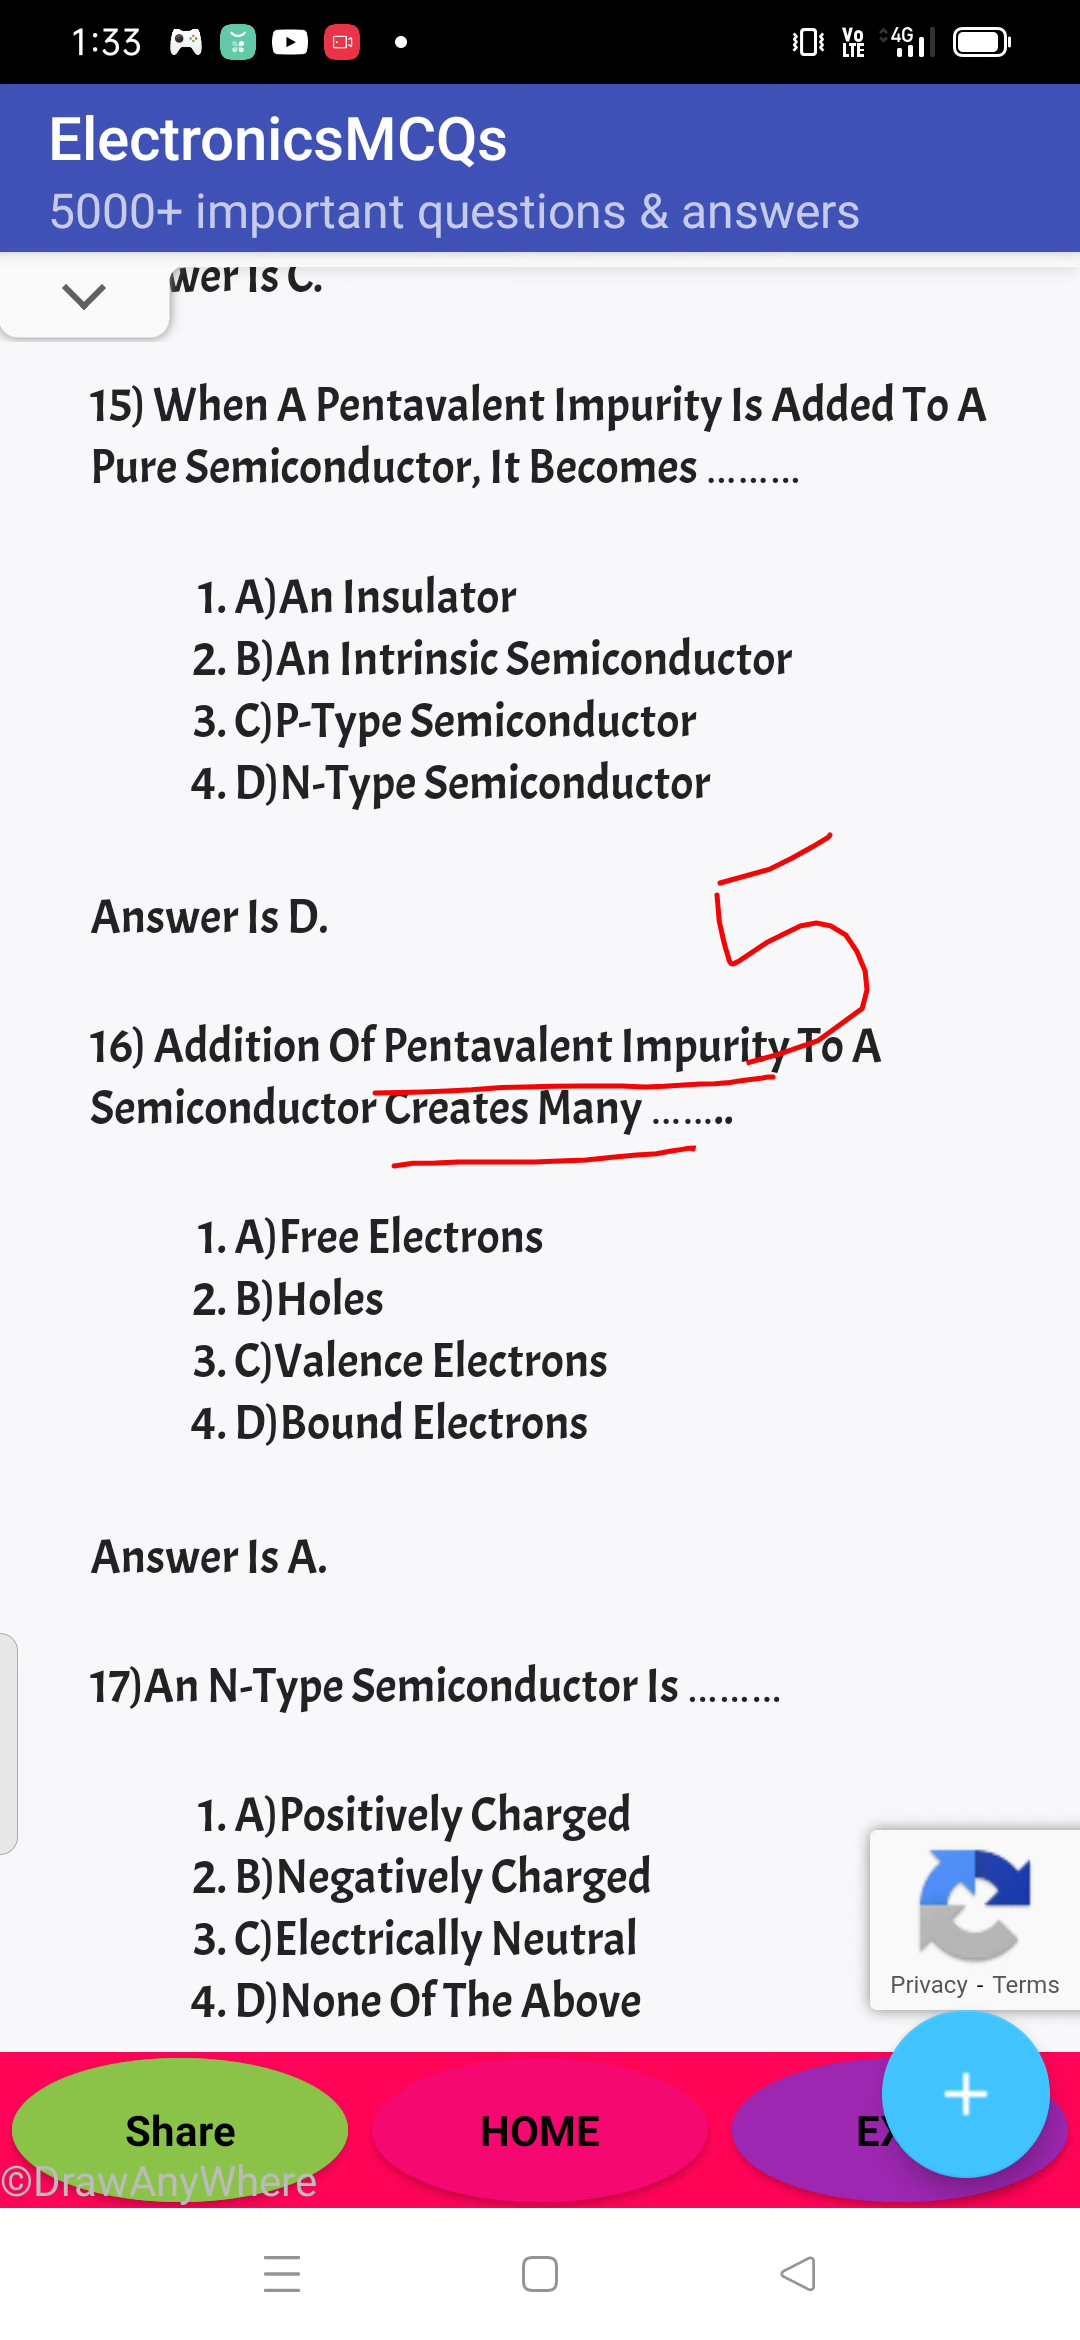 1:33
Vo
LTE
4G
ElectronicsMCQs
5000+ important questions & answers
wer Is C.
15) When A Pentavalent Impurity Is Added To A
Pure Semiconductor, It Becomes .........
1. A)An Insulator
2. B)An Intrinsic Semiconductor
3. C)P-Type Semiconductor
4. D)N-Type Semiconductor
Answer Is D.
5
16) Addition Of Pentavalent Impurity To A
Semiconductor Creates Many ........
1. A)Free Electrons
2. B)Holes
3. C)Valence Electrons
4. D)Bound Electrons
Answer Is A.
17)An N-Type Semiconductor Is .........
1. A)Positively Charged
2. B)Negatively Charged
3. C)Electrically Neutral
4. D)None Of The Above
Privacy - Terms
Share
HOME
+
©DrawAnyWhere